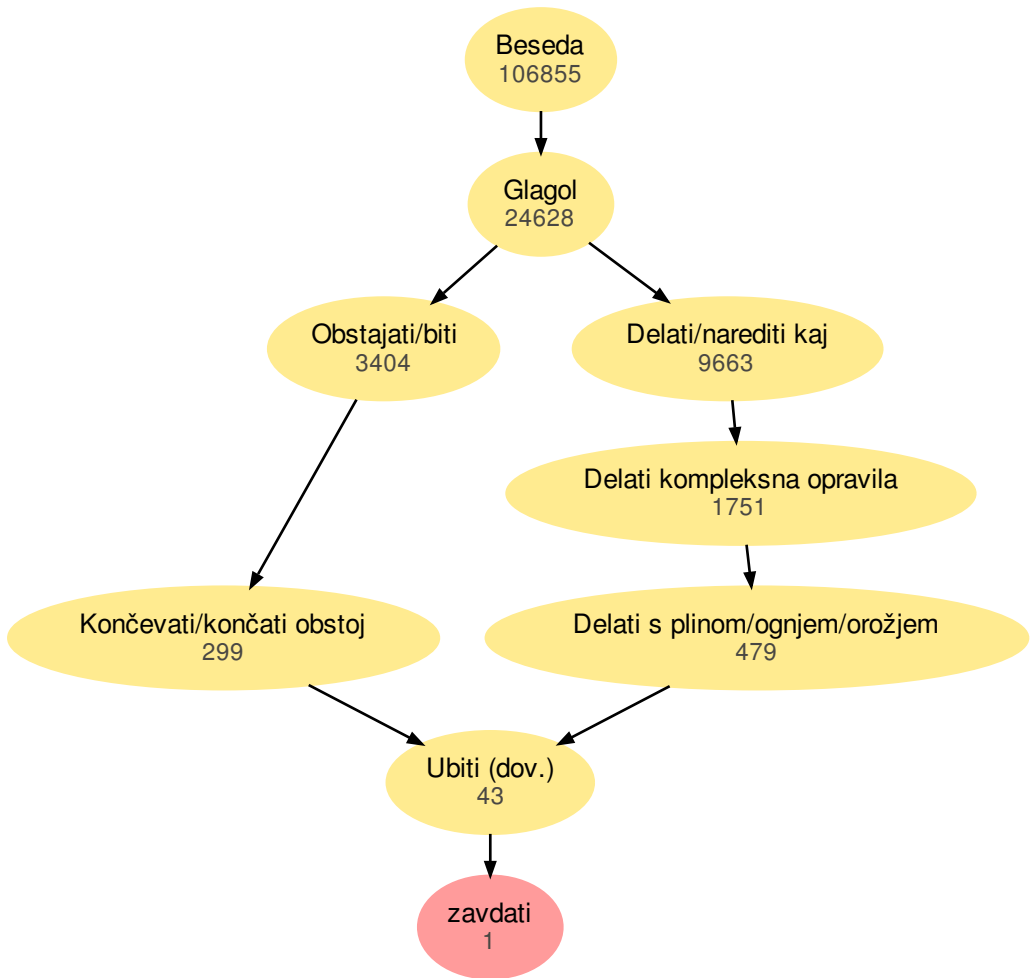 Beseda
106855
Glagol
24628
Obstajati/biti
3404
Delati/narediti kaj
9663
Delati kompleksna opravila
1751
Končevati/končati obstoj
299
Delati s plinom/ognjem/orožjem
479
Ubiti (dov.)
43
zavdati
1